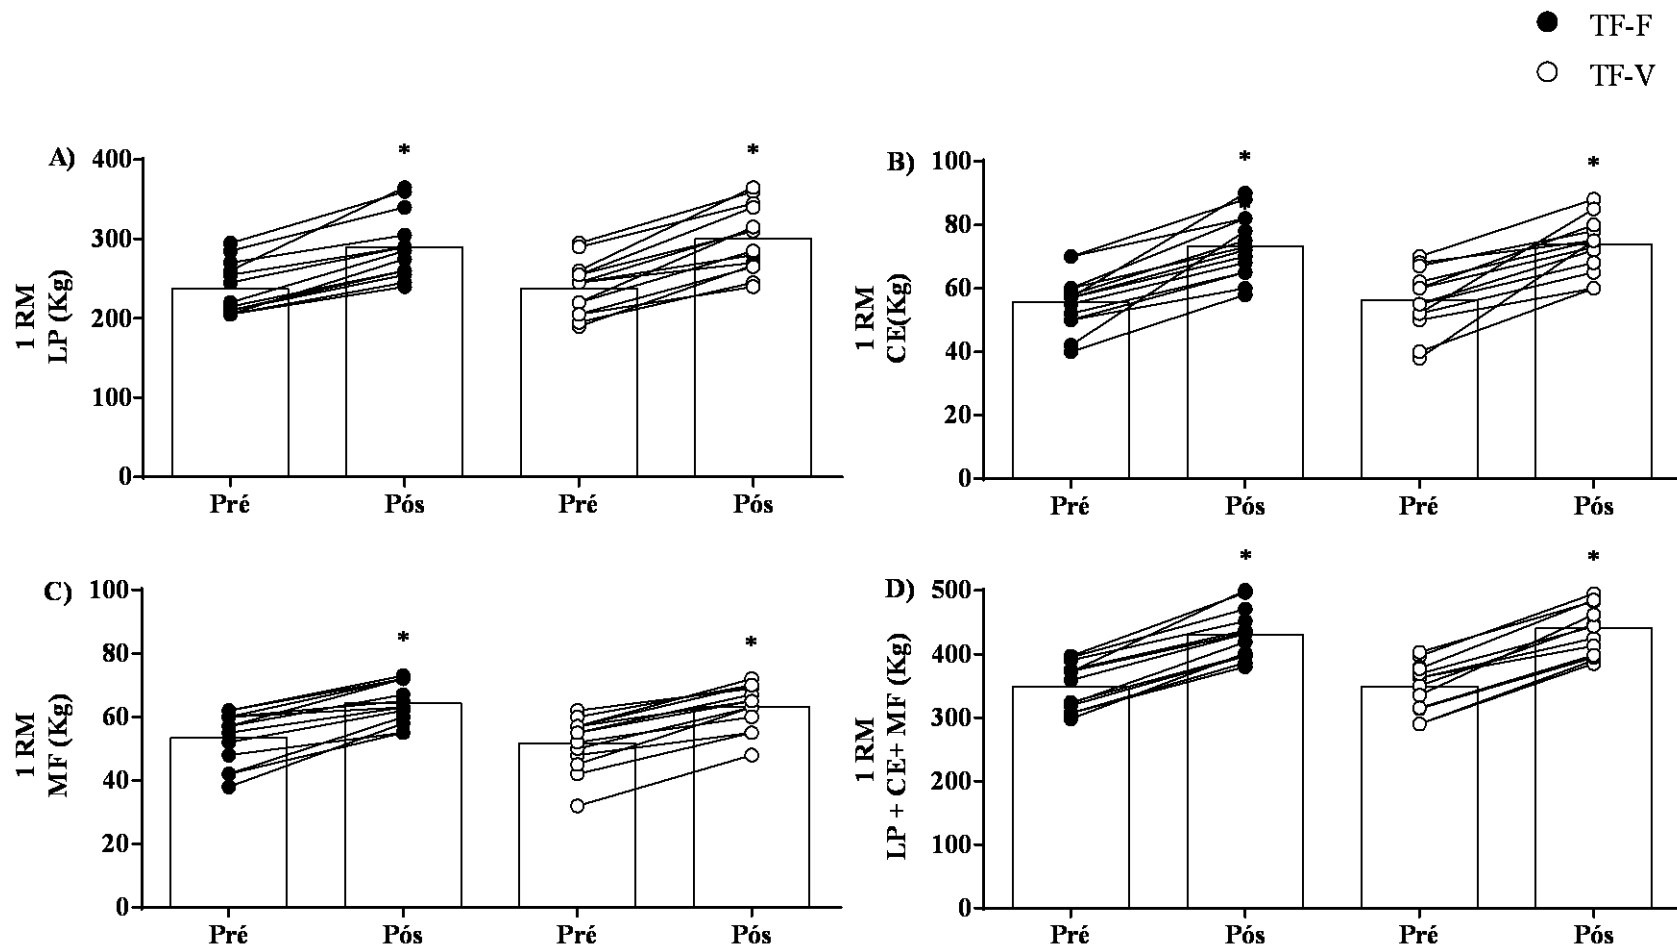 TF-F
TF-V
A)
1 RM
LP (Kg)
400
300
200
100
0
*
*
Pré
Pós
Pré
Pós
B)
1 RM
CE(Kg)
100
80
60
40
20
0
*
*
*
Pré
Pós
Pré
Pós
C)
1 RM
MF (Kg)
100
80
60
40
20
0
*
*
Pré
Pós
Pré
Pós
D)
1 RM
LP + CE+ MF (Kg)
500
400
300
200
100
0
*
*
Pré
Pós
Pré
Pós